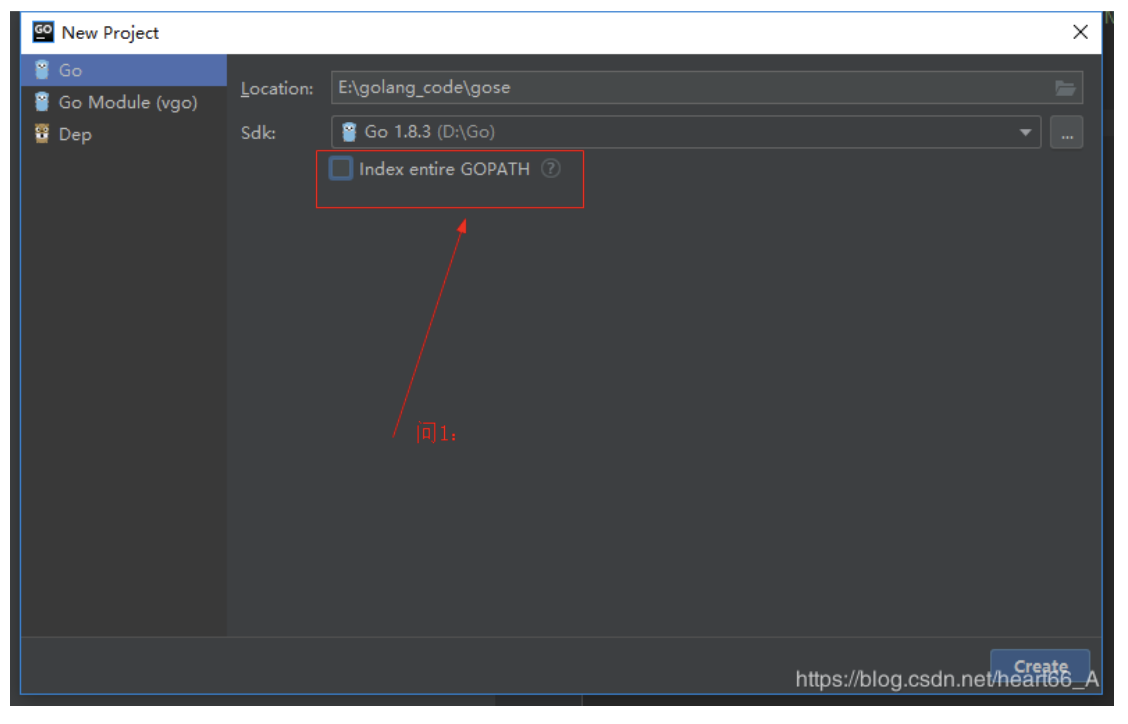 GO New Project
Go
Location: E:\golang_code\gose
Go Module (vgo)
Sdk: Go 1.8.3 (D:\Go) ...
Dep
Index entire GOPATH ?
问1:
Create
https://blog.csdn.net/heart66_A